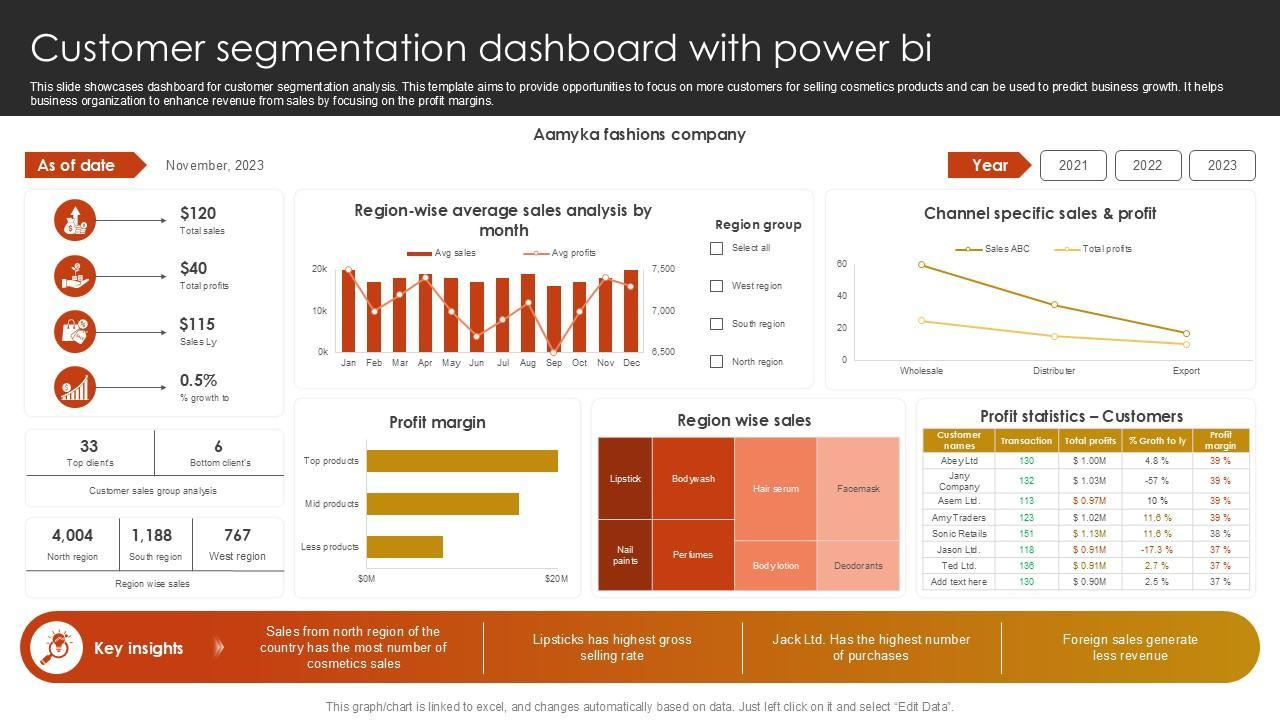 Customer segmentation dashboard with power bi
This slide showcases dashboard for customer segmentation analysis. This template aims to provide opportunities to focus on more customers for selling cosmetics products and can be used to predict business growth. It helps
business organization to enhance revenue from sales by focusing on the profit margins.
Aamyka fashions company
As of date
November, 2023
Year
2021
2022
2023
$120
Total sales
$40
Total profits
$115
Sales Ly
0.5%
% growth to
33
Top client's
6
Bottom client's
Customer sales group analysis
4,004
North region
1,188
South region
767
West region
Region wise sales
Region-wise average sales analysis by
month
Avg sales
Avg profits
20k
10k
0k
7,500
7,000
6,500
Jan Feb Mar Apr May Jun Jul Aug Sep Oct Nov Dec
Region group
Select all
West region
South region
North region
Channel specific sales & profit
Sales ABC
Total profits
60
40
20
0
Wholesale
Distributer
Export
Profit margin
Top products
Mid products
Less products
$0M
$20M
Region wise sales
Lipstick
Bodywash
Hair serum
Facemask
Nail
paints
Perfumes
Body lotion
Deodorants
Profit statistics – Customers
Customer
names
Transaction
Total profits
% Groth to ly
Profit
margin
Abey Ltd 130 $ 1.00M 4.8 % 39 %
Jany
Company
132 $ 1.03M -57 % 39 %
Asem Ltd. 113 $ 0.97M 10 % 39 %
Amy Traders 123 $ 1.02M 11.6 % 39 %
Sonic Retails 151 $ 1.13M 11.6 % 38 %
Jason Ltd. 118 $ 0.91M -17.3 % 37 %
Ted Ltd. 136 $ 0.91M 2.7 % 37 %
Add text here 130 $ 0.90M 2.5 % 37 %
Key insights
Sales from north region of the
country has the most number of
cosmetics sales
Lipsticks has highest gross
selling rate
Jack Ltd. Has the highest number
of purchases
Foreign sales generate
less revenue
This graph/chart is linked to excel, and changes automatically based on data. Just left click on it and select “Edit Data”.